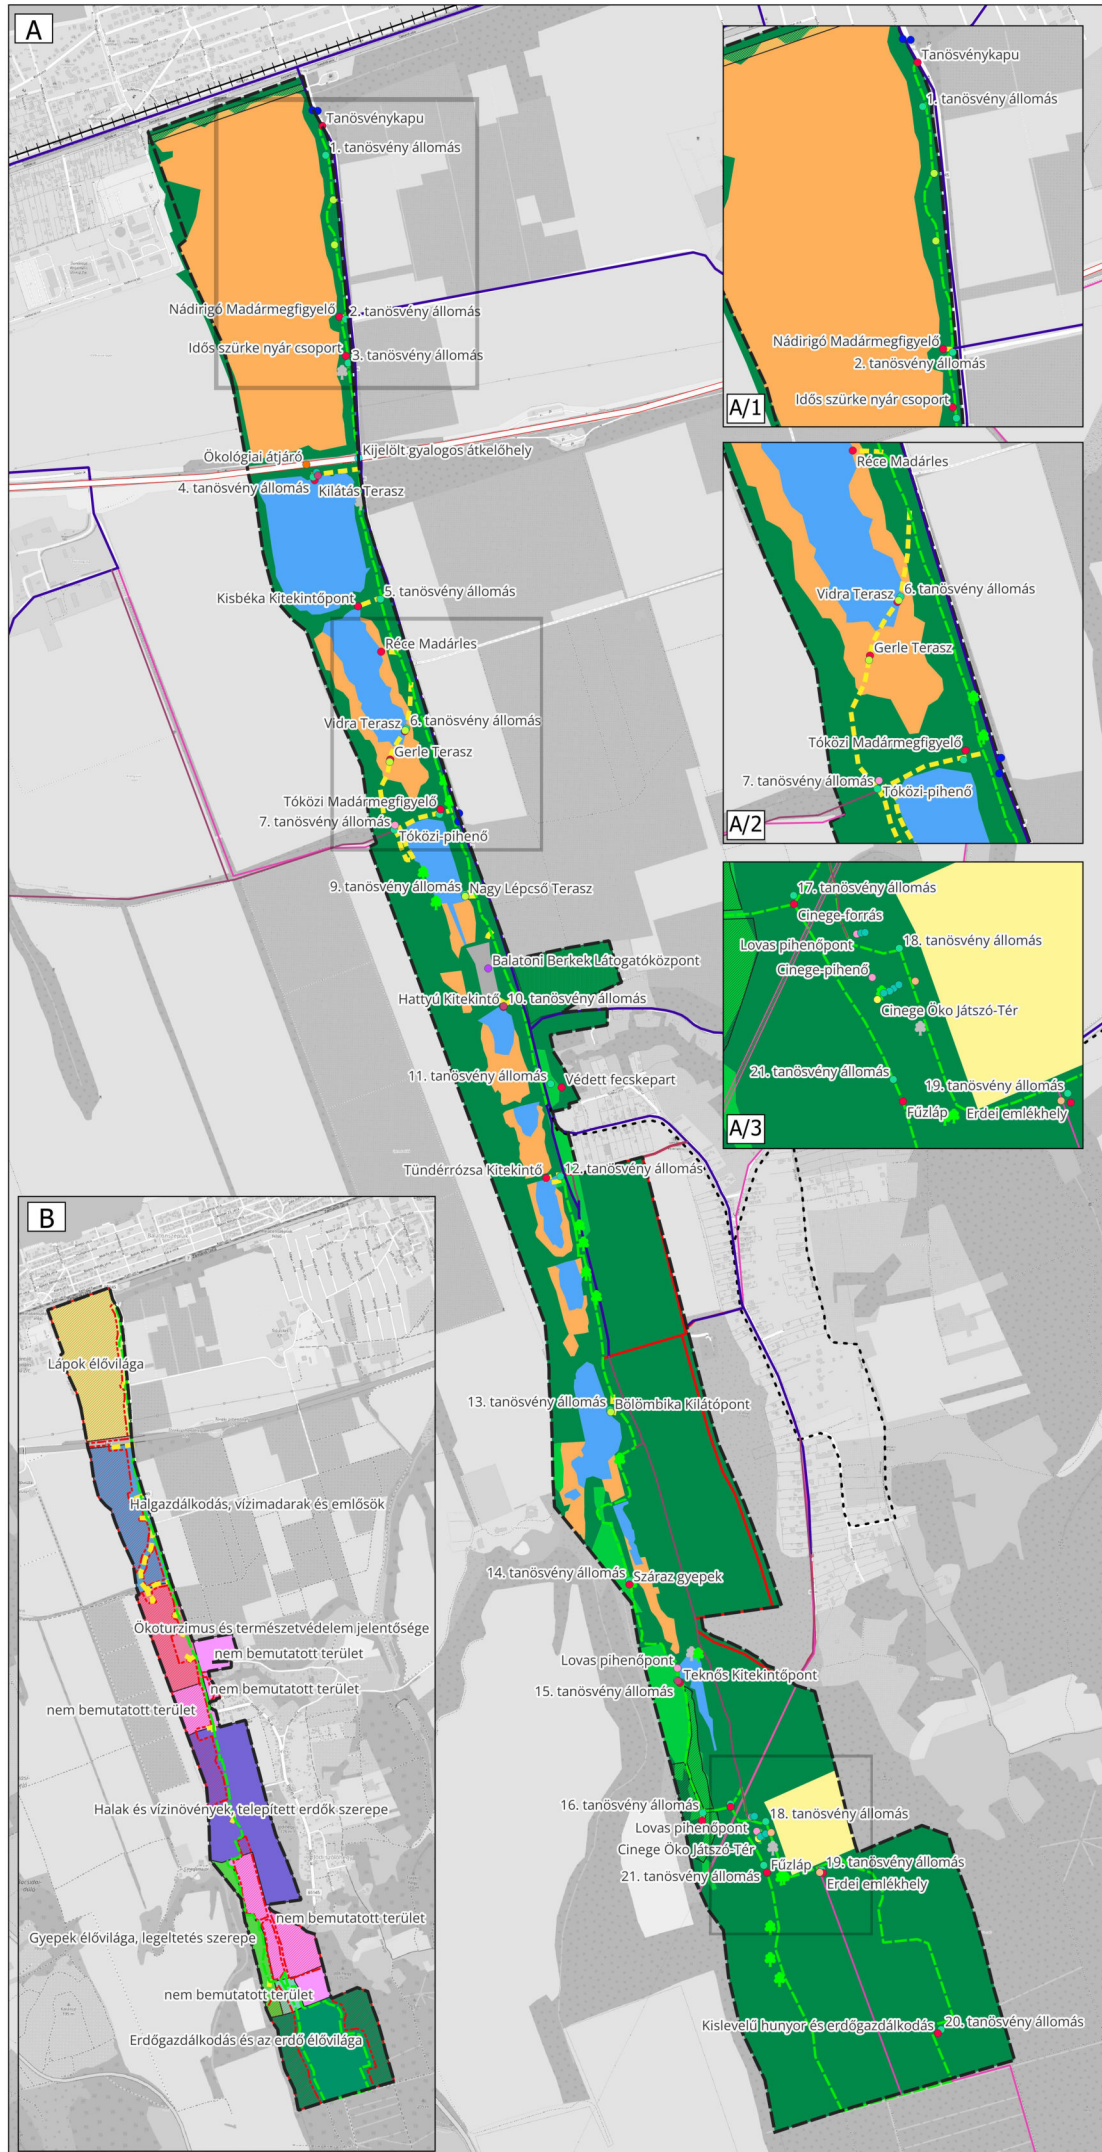 A
Tanösvénykapu
1. tanösvény állomás
Nádirigó Madármegfigyelő
2. tanösvény állomás
Idős szürke nyár csoport
3. tanösvény állomás
Ökológiai átjáró
Kijelölt gyalogos átkelőhely
4. tanösvény állomás
Kilátás Terasz
5. tanösvény állomás
Kisbéka Kitekintőpont
Réce Madárles
Vidra Terasz
6. tanösvény állomás
Gerle Terasz
Tóközi Madármegfigyelő
7. tanösvény állomás
Tóközi-pihenő
9. tanösvény állomás
Nagy Lépcső Terasz
Balatoni Berkek Látogatóközpont
Hattyú Kitekintő
10. tanösvény állomás
11. tanösvény állomás
Védett fecskepart
Tündérrózsa Kitekintő
12. tanösvény állomás
13. tanösvény állomás
Bölömbika Kilátópont
14. tanösvény állomás
Száraz gyepek
Lovas pihenőpont
Teknős Kitekintőpont
15. tanösvény állomás
16. tanösvény állomás
18. tanösvény állomás
Lovas pihenőpont
Cinege Öko Játszó-Tér
Fűzláp
19. tanösvény állomás
21. tanösvény állomás
Erdei emlékhely
Kislevelű hunyor és erdőgazdálkodás
20. tanösvény állomás
Tanösvénykapu
1. tanösvény állomás
Nádirigó Madármegfigyelő
2. tanösvény állomás
Idős szürke nyár csoport
A/1
Réce Madárles
Vidra Terasz
6. tanösvény állomás
Gerle Terasz
Tóközi Madármegfigyelő
7. tanösvény állomás
Tóközi-pihenő
A/2
17. tanösvény állomás
Cinege-forrás
Lovas pihenőpont
18. tanösvény állomás
Cinege-pihenő
Cinege Öko Játszó-Tér
21. tanösvény állomás
19. tanösvény állomás
Fűzláp
Erdei emlékhely
A/3
B
Lápok élővilága
Halgazdálkodás, vízimadarak és emlősök
Ökoturzimus és természetvédelem jelentősége
nem bemutatott terület
nem bemutatott terület
nem bemutatott terület
Halak és vízinövények, telepített erdők szerepe
nem bemutatott terület
Gyepek élővilága, legeltetés szerepe
nem bemutatott terület
Erdőgazdálkodás és az erdő élővilága